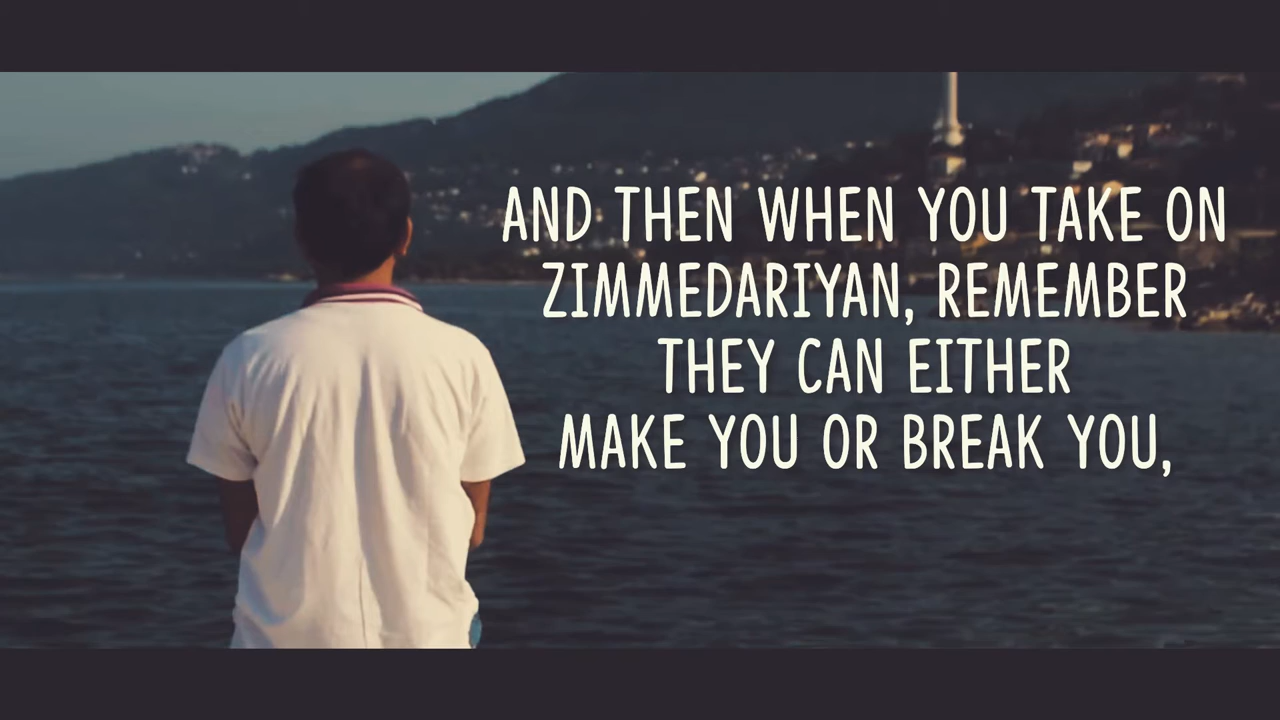 AND THEN WHEN YOU TAKE ON
ZIMMEDARIYAN, REMEMBER
THEY CAN EITHER
MAKE YOU OR BREAK YOU,